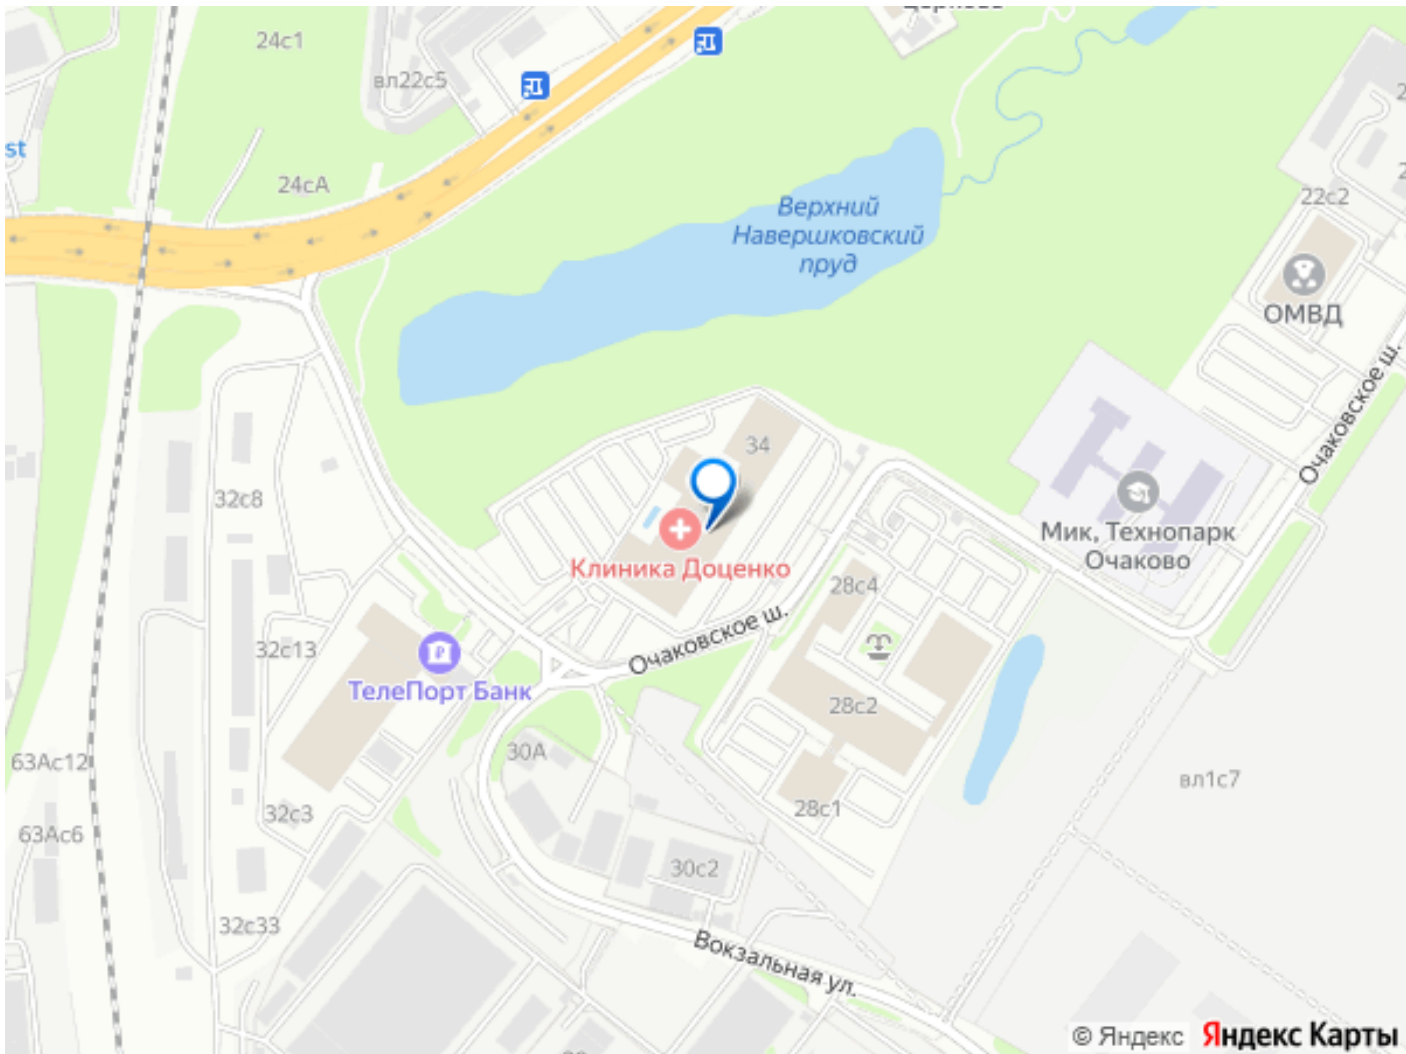 24с1
вл22с5
st
24сА
Верхний
Навершковский
пруд
22с2
ОМВД
Очаковское ш.
34
32с8
Мик, Технопарк
Очаково
Клиника Доценко
28с4
Очаковское ш.
32с13
ТелеПорт Банк
28с2
30А
63Ас12
вл1с7
28с1
32с3
63Ас6
30с2
32с33
Вокзальная ул.
© Яндекс Яндекс Карты